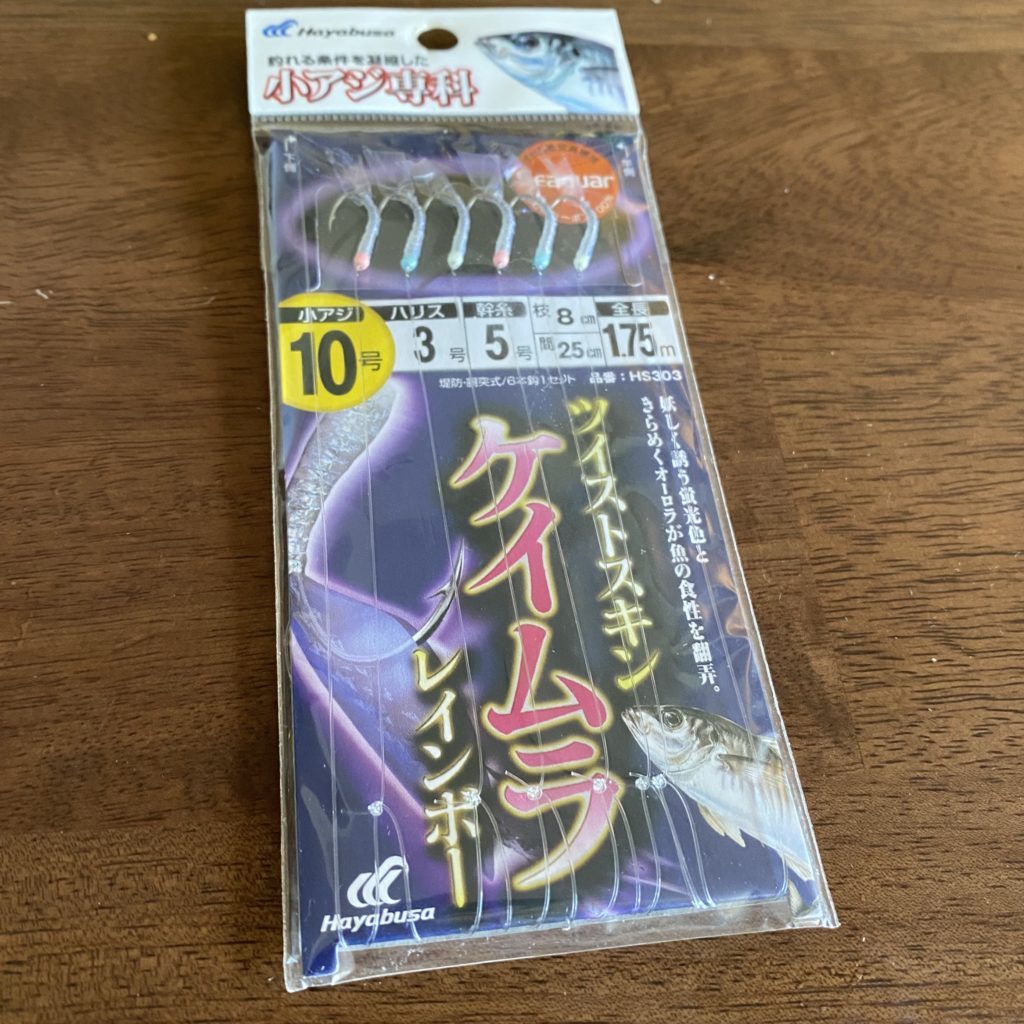 Hayabusa
釣れる条件を凝縮した
小アジ専科
上側
下側
Seaguar
小アジ 10号
ハリス 3号
幹糸 5号
枝 8cm
間 25cm
全長 1.75m
堤防・胴突式/6本鈎1セット 品番:HS303
妖しく誘う蛍光色と
きらめくオーロラが魚の食性を翻弄。
ツイストスキン
ケイムラ
レインボー
Hayabusa